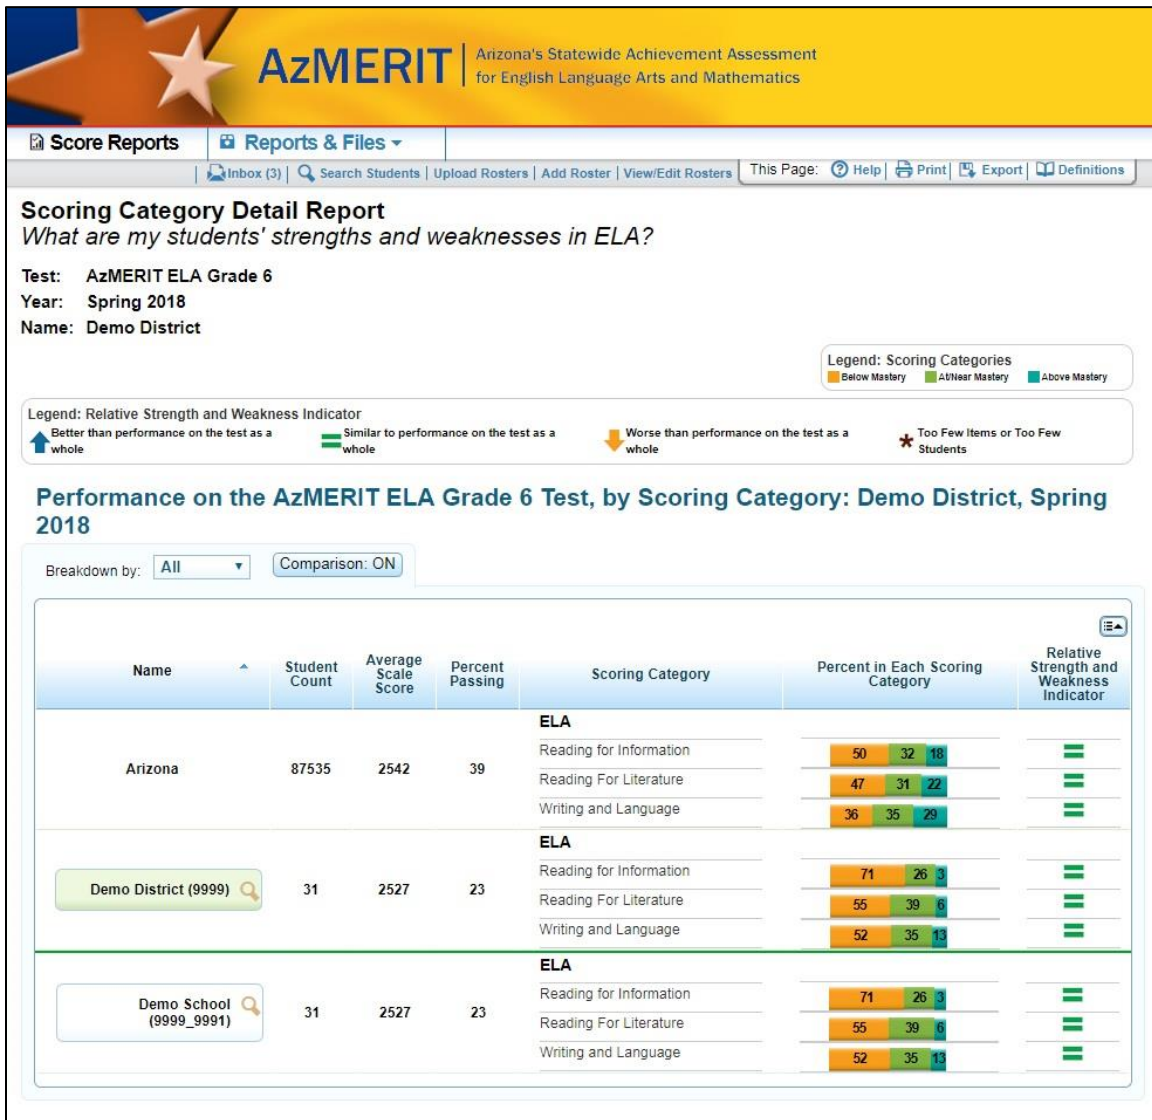 AzMERIT
Arizona's Statewide Achievement Assessment
for English Language Arts and Mathematics
Score Reports
Reports & Files
Inbox (3) | Search Students | Upload Rosters | Add Roster | View/Edit Rosters
This Page: Help | Print | Export | Definitions
Scoring Category Detail Report
What are my students' strengths and weaknesses in ELA?
Test: AzMERIT ELA Grade 6
Year: Spring 2018
Name: Demo District
Legend: Scoring Categories
Below Mastery At/Near Mastery Above Mastery
Legend: Relative Strength and Weakness Indicator
Better than performance on the test as a
whole
Similar to performance on the test as a
whole
Worse than performance on the test as a
whole
* Too Few Items or Too Few
Students
Performance on the AzMERIT ELA Grade 6 Test, by Scoring Category: Demo District, Spring
2018
Breakdown by: All
Comparison: ON
Name
Student
Count
Average
Scale
Score
Percent
Passing
Scoring Category
Percent in Each Scoring
Category
Relative
Strength and
Weakness
Indicator
Arizona 87535 2542 39
ELA
Reading for Information 50 32 18
Reading For Literature 47 31 22
Writing and Language 36 35 29
Demo District (9999) 31 2527 23
ELA
Reading for Information 71 26 3
Reading For Literature 55 39 6
Writing and Language 52 35 13
Demo School
(9999_9991)
31 2527 23
ELA
Reading for Information 71 26 3
Reading For Literature 55 39 6
Writing and Language 52 35 13